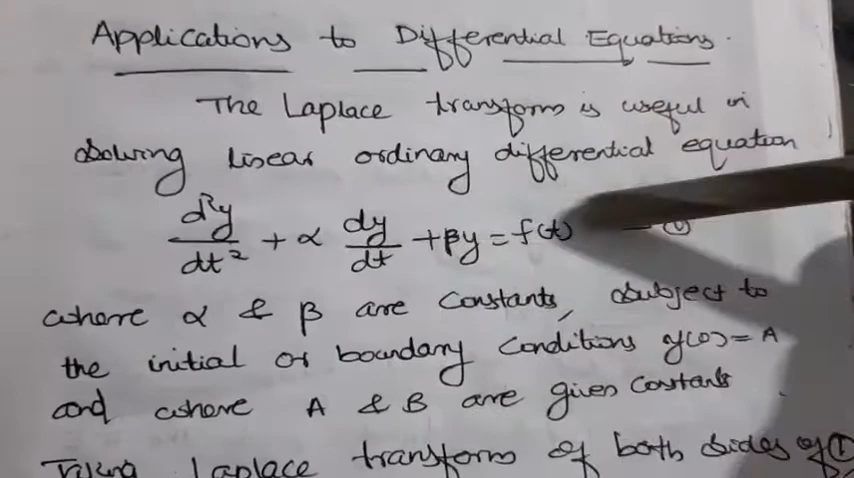 Applications to Differential Equations.
The Laplace transform is useful in
solving linear ordinary differential equation
d²y/dt² + α dy/dt + βy = f(t) — ①
where α & β are constants, subject to
the initial or boundary conditions y(0) = A
and where A & B are given constants
Taking Laplace transform of both sides of ①